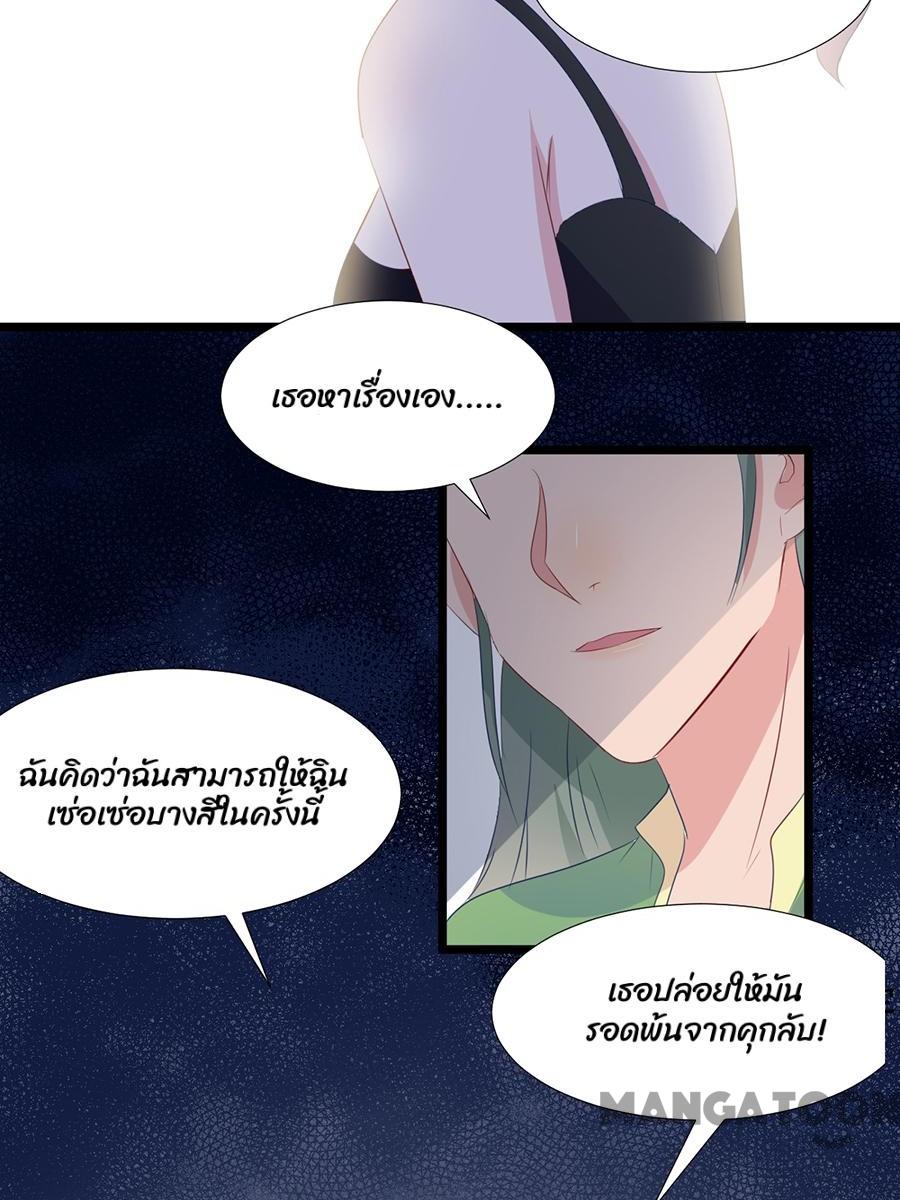 เธอหาเรื่องเอง.....
ฉันคิดว่าฉันสามารถให้ฉิน
เซ่อเซ่อบางสีในครั้งนี้
เธอปล่อยให้มัน
รอดพ้นจากคุกลับ!
MANGATOON